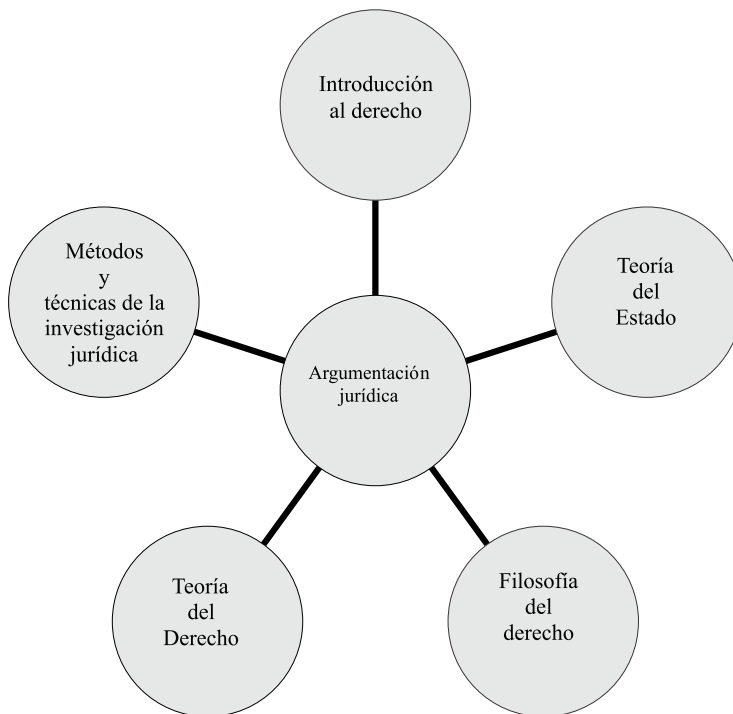 Introducción
al derecho
Métodos
y
técnicas de la
investigación
jurídica
Teoría
del
Estado
Argumentación
jurídica
Teoría
del
Derecho
Filosofía
del
derecho